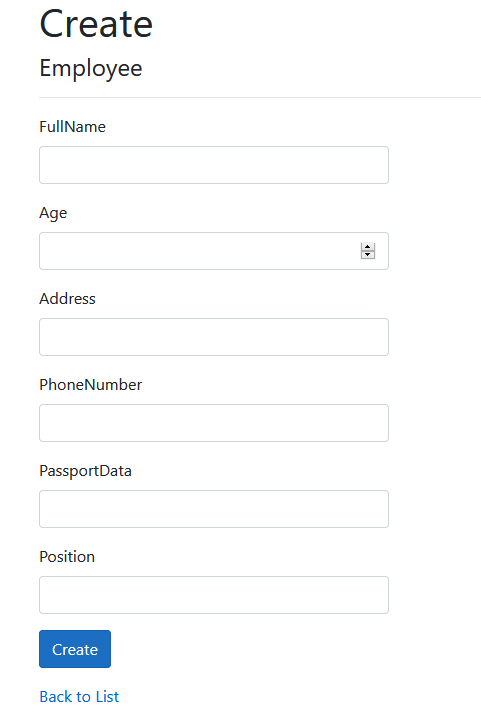 Create
Employee
FullName
Age
Address
PhoneNumber
PassportData
Position
Create
Back to List